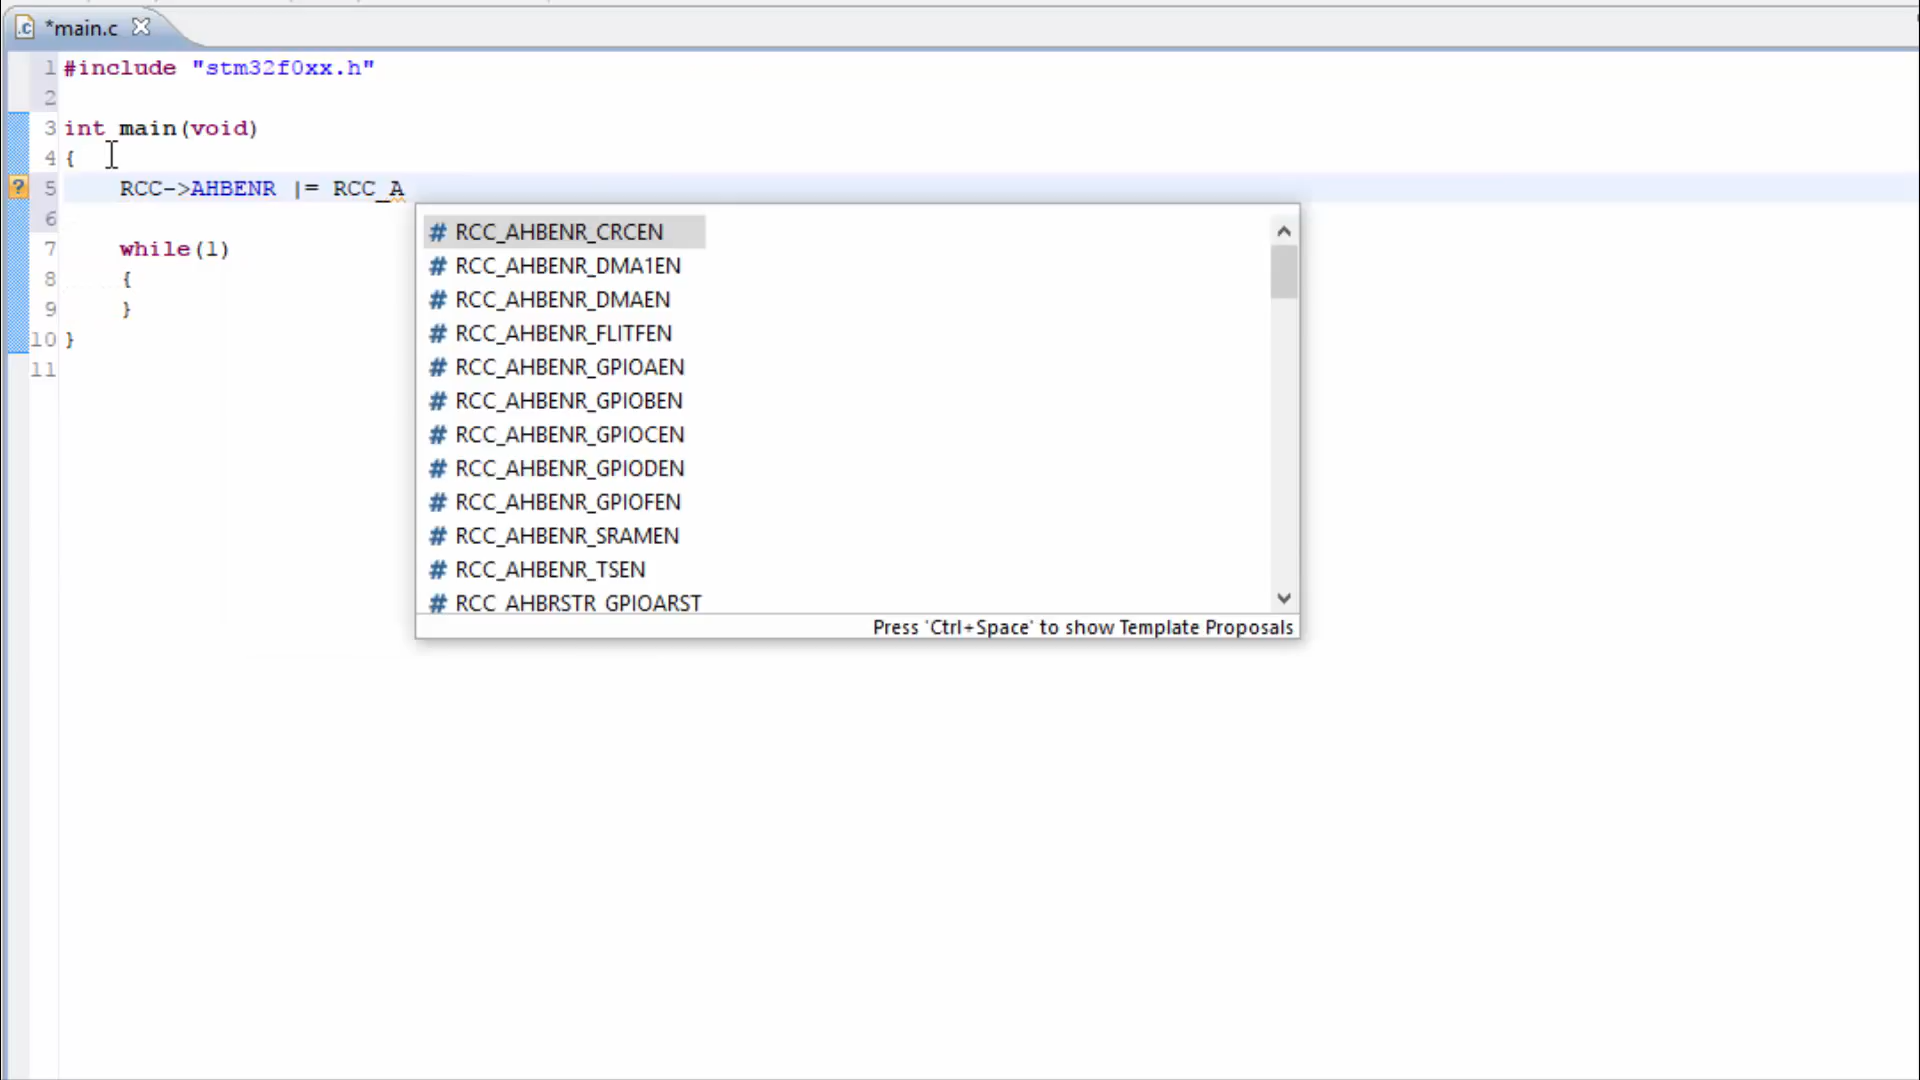 *main.c
1 #include "stm32f0xx.h"
2
3 int main(void)
4 {
5 RCC->AHBENR |= RCC_A
6
7 while(1)
8 {
9 }
10 }
11
# RCC_AHBENR_CRCEN
# RCC_AHBENR_DMA1EN
# RCC_AHBENR_DMAEN
# RCC_AHBENR_FLITFEN
# RCC_AHBENR_GPIOAEN
# RCC_AHBENR_GPIOBEN
# RCC_AHBENR_GPIOCEN
# RCC_AHBENR_GPIODEN
# RCC_AHBENR_GPIOFEN
# RCC_AHBENR_SRAMEN
# RCC_AHBENR_TSEN
# RCC_AHBRSTR_GPIOARST
Press 'Ctrl+Space' to show Template Proposals